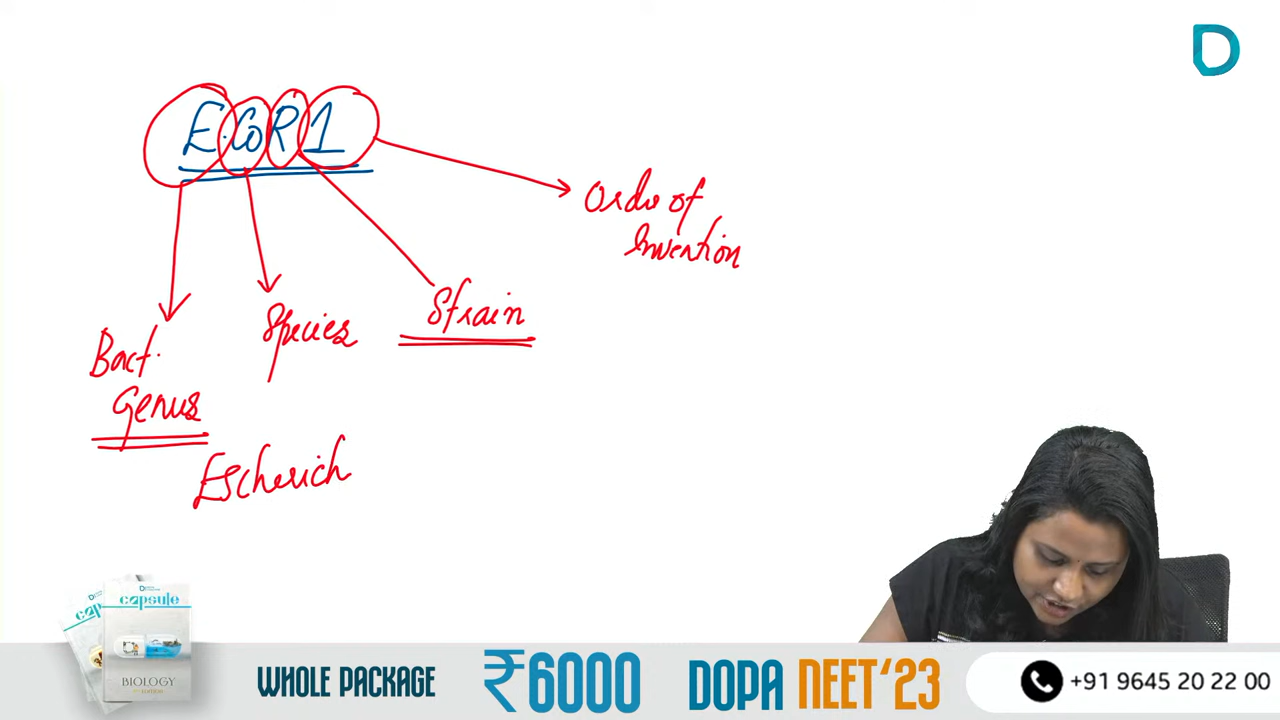 E.CoR1
Orde of
Invention
Strain
Species
Bact.
Genus
Escherich
capsule
BIOLOGY
WHOLE PACKAGE
₹6000
DOPA NEET'23
+91 9645 20 22 00